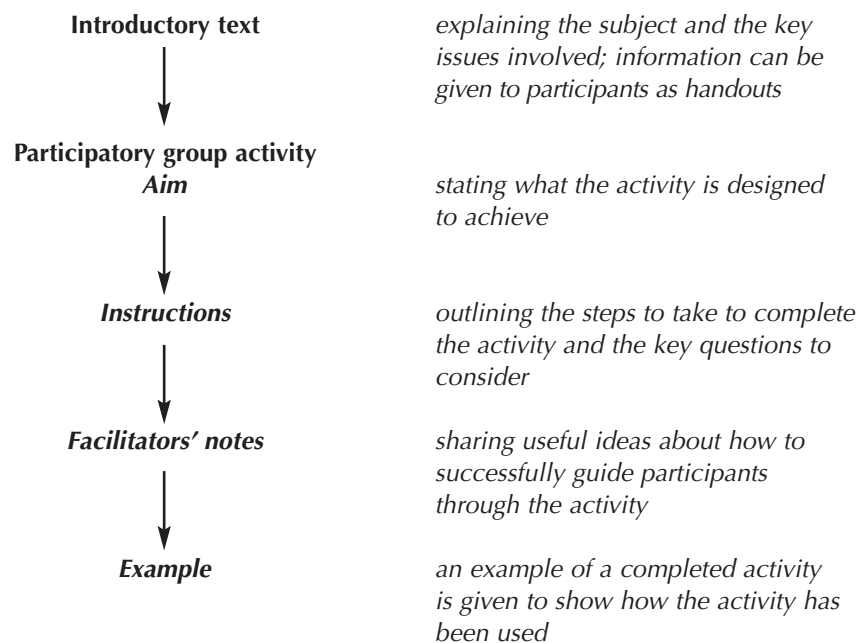 Introductory text
explaining the subject and the key
issues involved; information can be
given to participants as handouts
Participatory group activity
Aim
stating what the activity is designed
to achieve
Instructions
outlining the steps to take to complete
the activity and the key questions to
consider
Facilitators’ notes
sharing useful ideas about how to
successfully guide participants
through the activity
Example
an example of a completed activity
is given to show how the activity has
been used